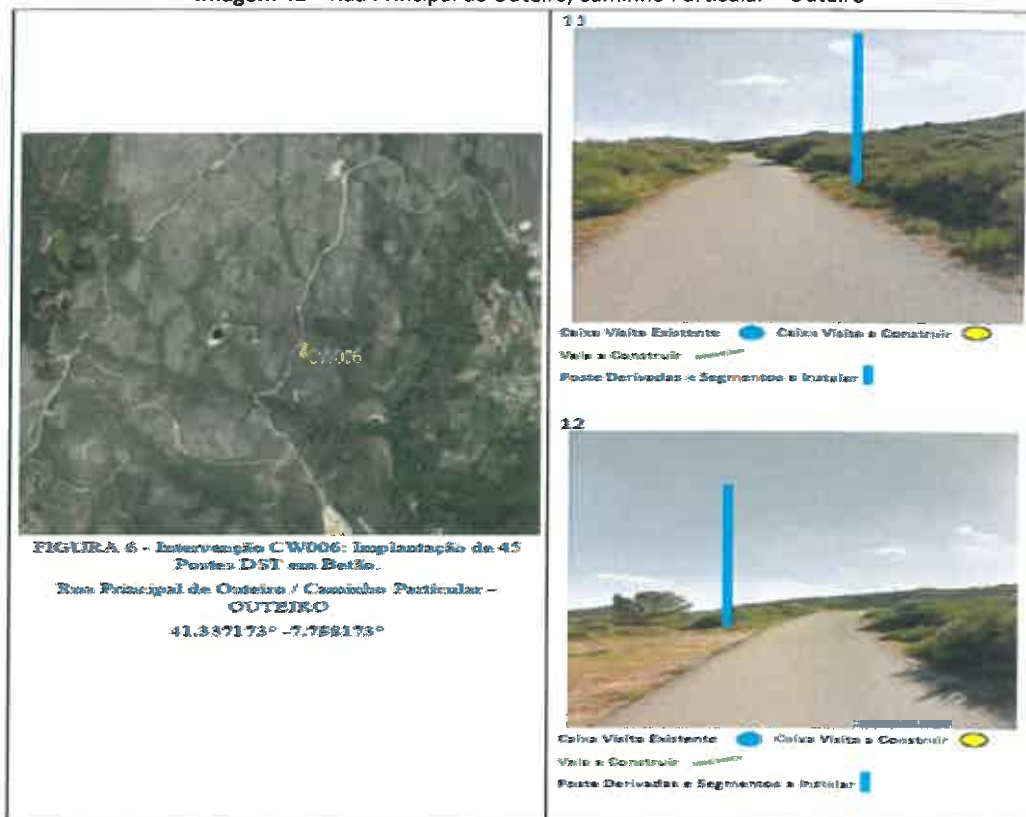 CW006
FIGURA 6 - Intervenção CW006: Implantação de 45
Postes DST em Betão.
Rua Principal de Outeiro / Caminho Particular –
OUTEIRO
41.337173° -7.758173°
11
Caixa Visita Existente Caixa Visita a Construir
Vala a Construir
Poste Derivadas e Segmentos a Instalar
12
Caixa Visita Existente Caixa Visita a Construir
Vala a Construir
Poste Derivadas e Segmentos a Instalar